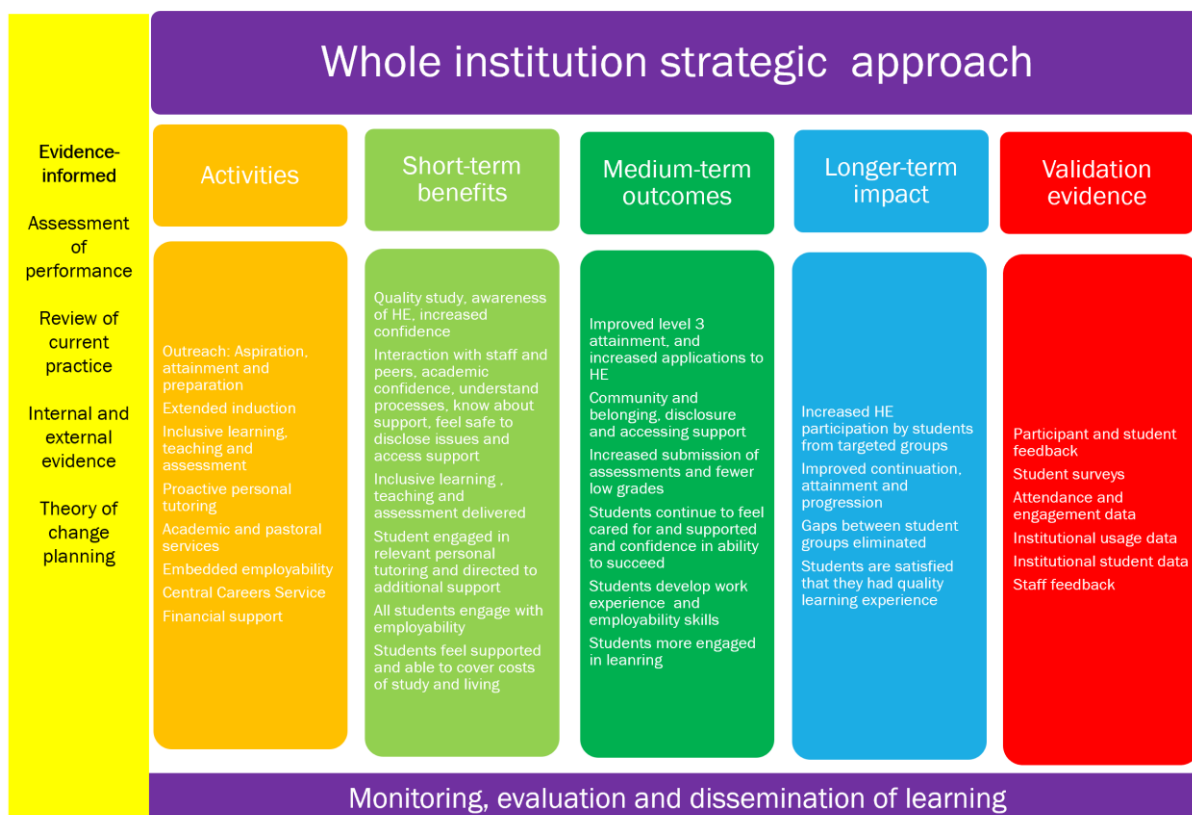 Whole institution strategic approach
Evidence-
informed
Assessment
of
performance
Review of
current
practice
Internal and
external
evidence
Theory of
change
planning
Activities
Outreach: Aspiration,
attainment and
preparation
Extended induction
Inclusive learning,
teaching and
assessment
Proactive personal
tutoring
Academic and pastoral
services
Embedded employability
Central Careers Service
Financial support
Short-term
benefits
Quality study, awareness
of HE, increased
confidence
Interaction with staff and
peers, academic
confidence, understand
processes, know about
support, feel safe to
disclose issues and
access support
Inclusive learning ,
teaching and
assessment delivered
Student engaged in
relevant personal
tutoring and directed to
additional support
All students engage with
employability
Students feel supported
and able to cover costs
of study and living
Medium-term
outcomes
Improved level 3
attainment, and
increased applications to
HE
Community and
belonging, disclosure
and accessing support
Increased submission of
assessments and fewer
low grades
Students continue to feel
cared for and supported
and confidence in ability
to succeed
Students develop work
experience and
employability skills
Students more engaged
in leanring
Longer-term
impact
Increased HE
participation by students
from targeted groups
Improved continuation,
attainment and
progression
Gaps between student
groups eliminated
Students are satisfied
that they had quality
learning experience
Validation
evidence
Participant and student
feedback
Student surveys
Attendance and
engagement data
Institutional usage data
Institutional student data
Staff feedback
Monitoring, evaluation and dissemination of learning